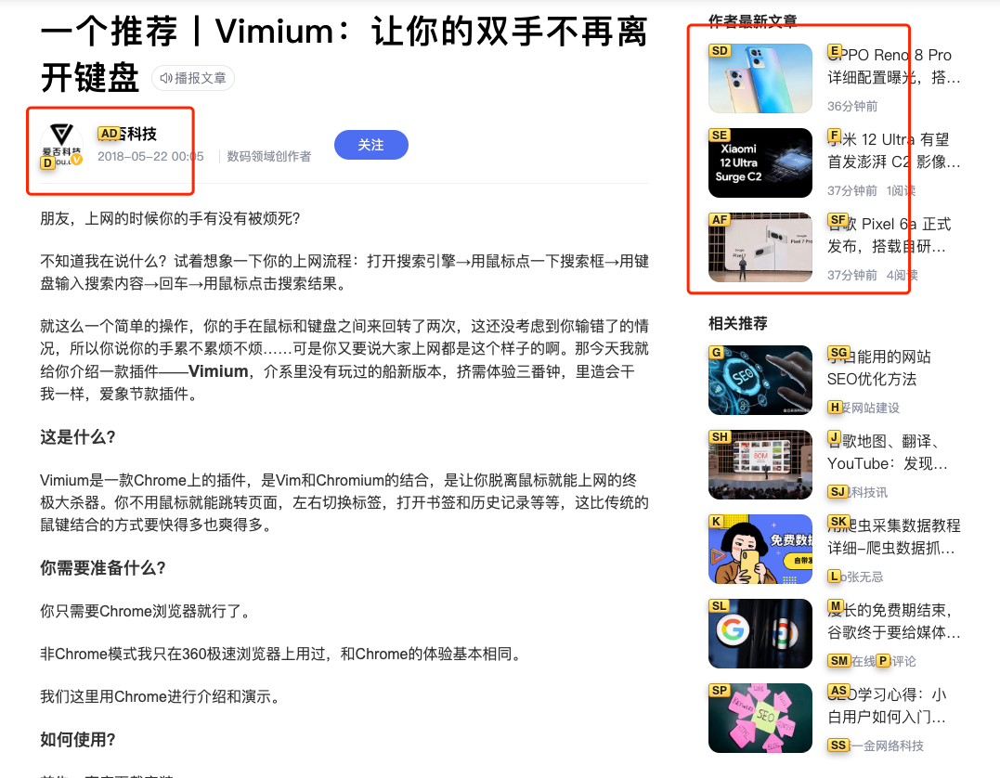 一个推荐丨Vimium：让你的双手不再离
开键盘
播报文章
AD
否科技
爱否科技
D
2018-05-22 00:05
数码领域创作者
关注
朋友，上网的时候你的手有没有被烦死？
不知道我在说什么？试着想象一下你的上网流程：打开搜索引擎→用鼠标点一下搜索框→用键
盘输入搜索内容→回车→用鼠标点击搜索结果。
就这么一个简单的操作，你的手在鼠标和键盘之间来回转了两次，这还没考虑到你输错了的情
况，所以你说你的手累不累烦不烦……可是你又要说大家上网都是这个样子的啊。那今天我就
给你介绍一款插件——Vimium，介系里没有玩过的船新版本，挤需体验三番钟，里造会干
我一样，爱象节款插件。
这是什么？
Vimium是一款Chrome上的插件，是Vim和Chromium的结合，是让你脱离鼠标就能上网的终
极大杀器。你不用鼠标就能跳转页面，左右切换标签，打开书签和历史记录等等，这比传统的
鼠键结合的方式要快得多也爽得多。
你需要准备什么？
你只需要Chrome浏览器就行了。
非Chrome模式我只在360极速浏览器上用过，和Chrome的体验基本相同。
我们这里用Chrome进行介绍和演示。
如何使用？
作者最新文章
SD
E
OPPO Reno 8 Pro
详细配置曝光，搭…
36分钟前
SE
Xiaomi
12 Ultra
Surge C2
F
小米 12 Ultra 有望
首发澎湃 C2 影像…
37分钟前 1阅读
AF
SF
谷歌 Pixel 6a 正式
发布，搭载自研…
37分钟前 4阅读
相关推荐
G
SEO
SG
小白能用的网站
SEO优化方法
H
妥网站建设
SH
80M
J
谷歌地图、翻译、
YouTube：发现…
SJ
科技讯
K
免费数据
自带发
SK
用爬虫采集数据教程
详细-爬虫数据抓…
L
o张无忌
SL
M
漫长的免费期结束，
谷歌终于要给媒体…
SM
在线
P
评论
SP
SEO
AS
SEO学习心得：小
白用户如何入门…
SS
一金网络科技